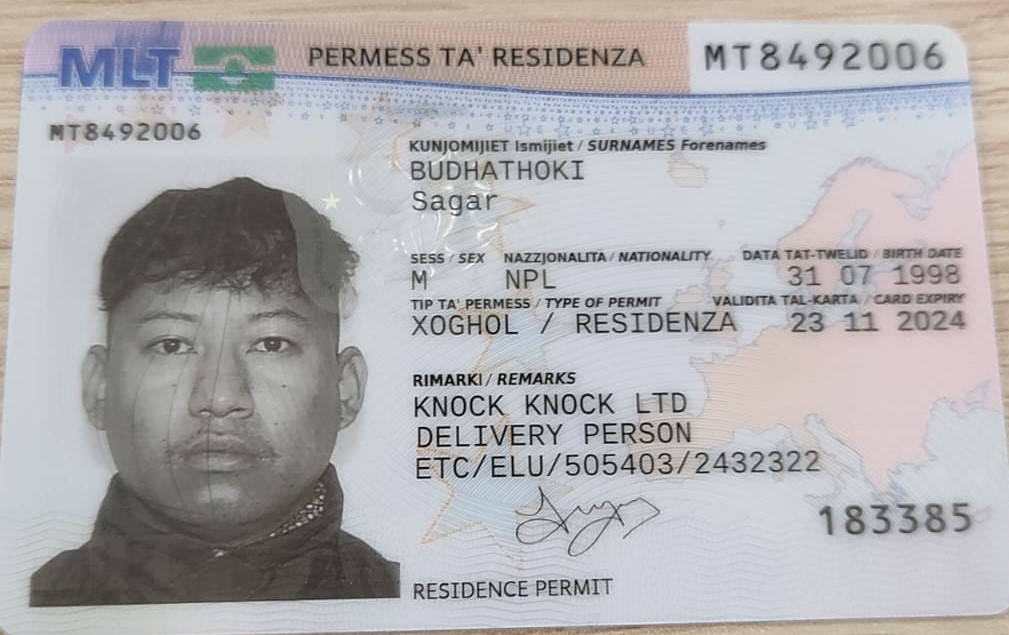 MLT PERMESS TA' RESIDENZA MT8492006
MT8492006
KUNJOMIJIET Ismijiet / SURNAMES Forenames
BUDHATHOKI
Sagar
SESS / SEX NAZZJONALITA / NATIONALITY DATA TAT-TWELID / BIRTH DATE
M NPL 31 07 1998
TIP TA' PERMESS / TYPE OF PERMIT VALIDITA TAL-KARTA / CARD EXPIRY
XOGHOL / RESIDENZA 23 11 2024
RIMARKI / REMARKS
KNOCK KNOCK LTD
DELIVERY PERSON
ETC/ELU/505403/2432322
183385
RESIDENCE PERMIT